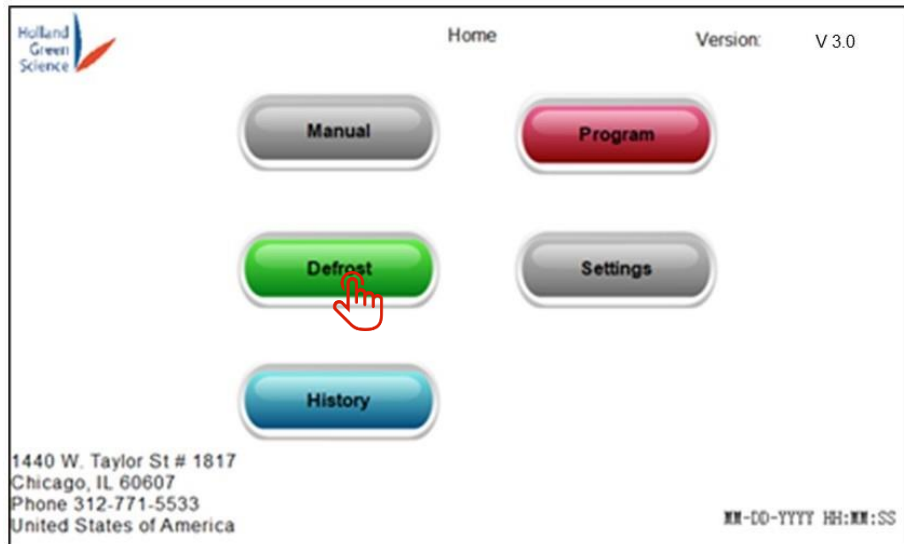 Holland
Green
Science
Home
Version: V 3.0
Manual
Program
Defrost
Settings
History
1440 W. Taylor St # 1817
Chicago, IL 60607
Phone 312-771-5533
United States of America
MM-DD-YYYY HH:MM:SS